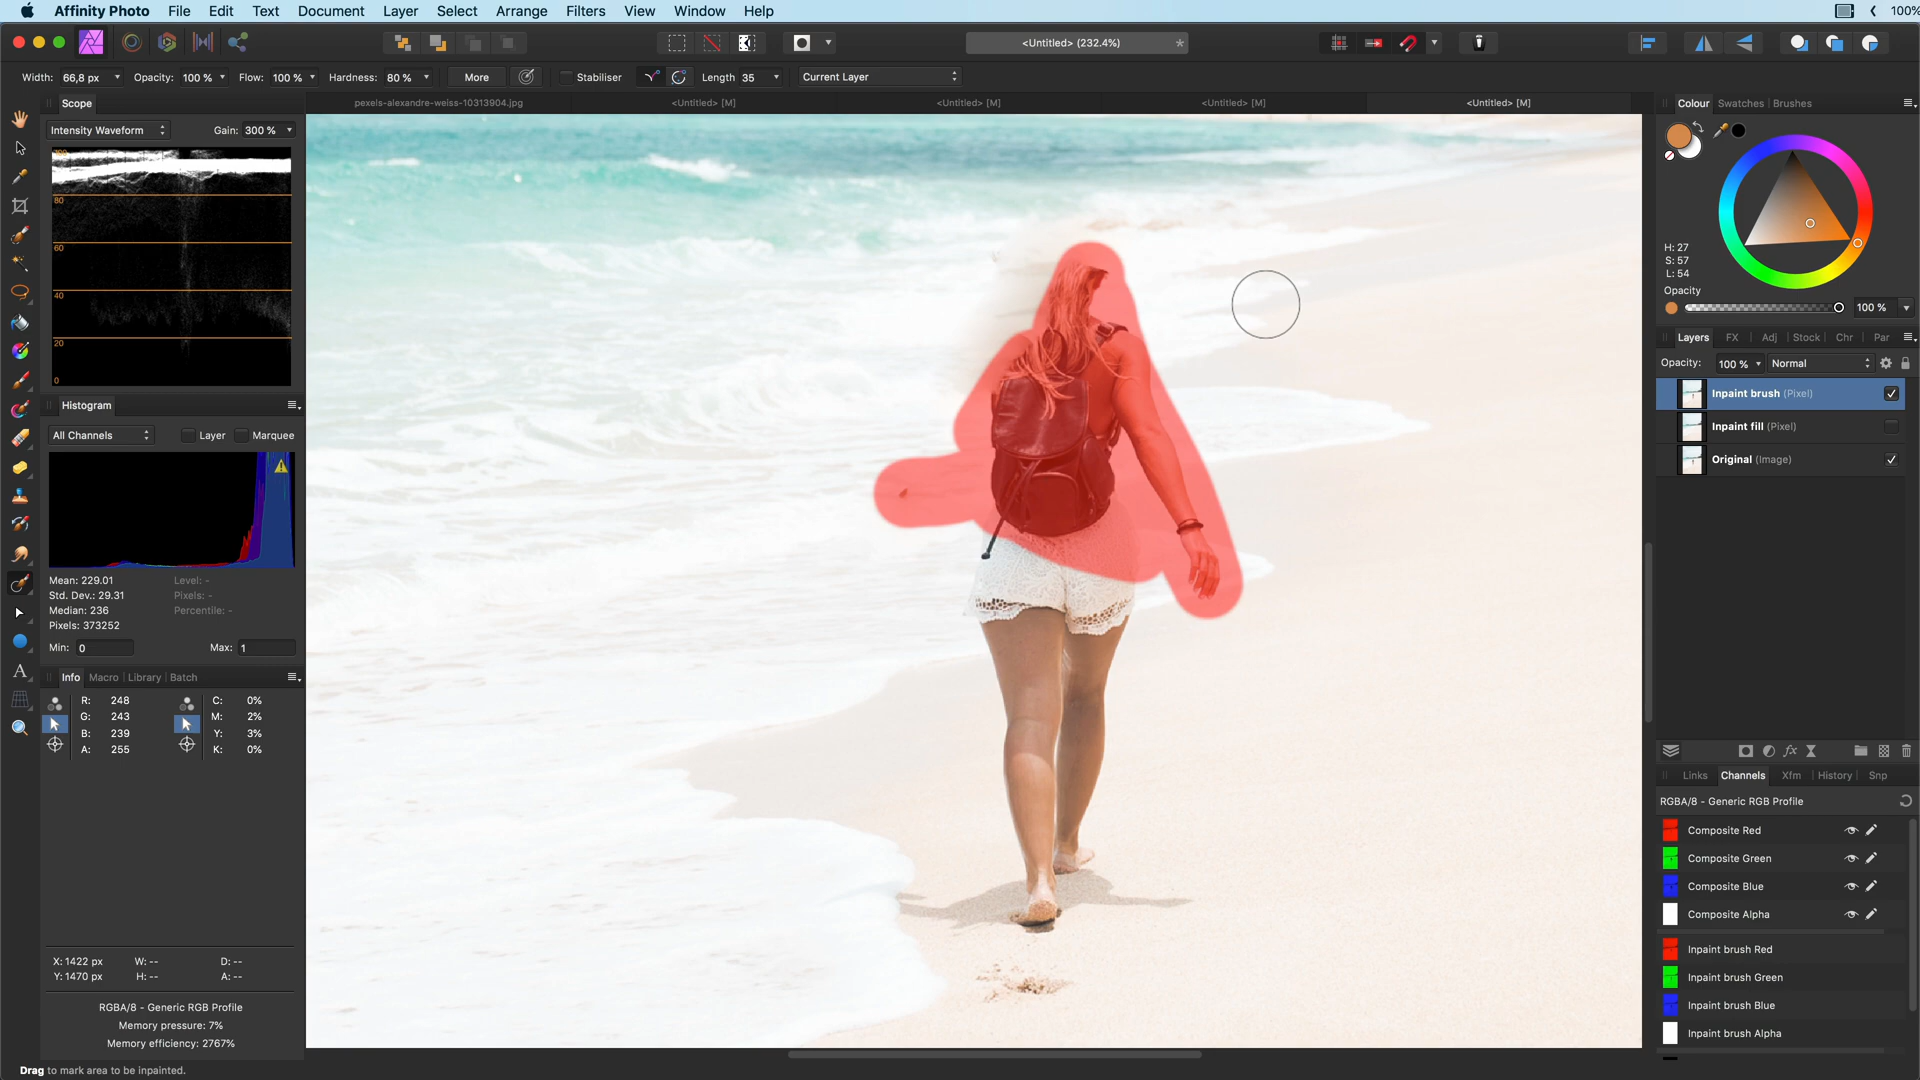 Affinity Photo File Edit Text Document Layer Select Arrange Filters View Window Help 100%
<Untitled> (232.4%)
Width: 66,8 px Opacity: 100 % Flow: 100 % Hardness: 80 % More Stabiliser Length 35 Current Layer
Scope
Intensity Waveform Gain: 300 %
100
80
60
40
20
0
Histogram
All Channels Layer Marquee
Mean: 229.01 Level: -
Std. Dev.: 29.31 Pixels: -
Median: 236 Percentile: -
Pixels: 373252
Min: 0 Max: 1
Info Macro Library Batch
R: 248 C: 0%
G: 243 M: 2%
B: 239 Y: 3%
A: 255 K: 0%
X: 1422 px W: -- D: --
Y: 1470 px H: -- A: --
RGBA/8 - Generic RGB Profile
Memory pressure: 7%
Memory efficiency: 2767%
Drag to mark area to be inpainted.
pexels-alexandre-weiss-10313904.jpg <Untitled> [M] <Untitled> [M] <Untitled> [M] <Untitled> [M]
Colour Swatches Brushes
H: 27
S: 57
L: 54
Opacity
100 %
Layers FX Adj Stock Chr Par
Opacity: 100 % Normal
Inpaint brush (Pixel)
Inpaint fill (Pixel)
Original (Image)
Links Channels Xfm History Snp
RGBA/8 - Generic RGB Profile
Composite Red
Composite Green
Composite Blue
Composite Alpha
Inpaint brush Red
Inpaint brush Green
Inpaint brush Blue
Inpaint brush Alpha